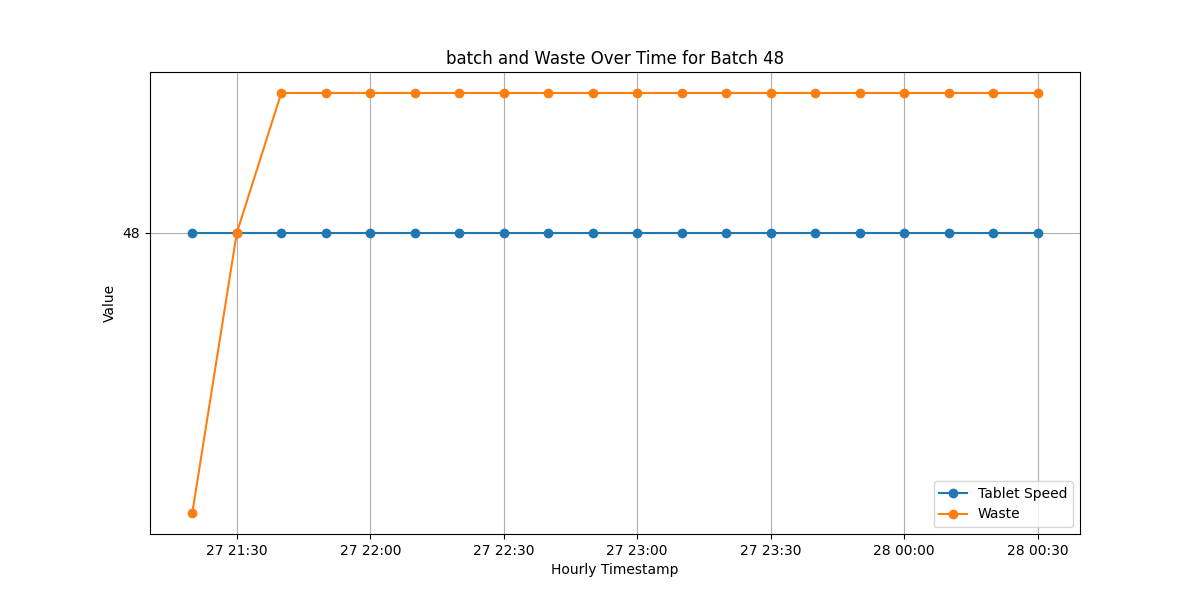 batch and Waste Over Time for Batch 48
48
Value
Tablet Speed
Waste
27 21:30
27 22:00
27 22:30
27 23:00
27 23:30
28 00:00
28 00:30
Hourly Timestamp